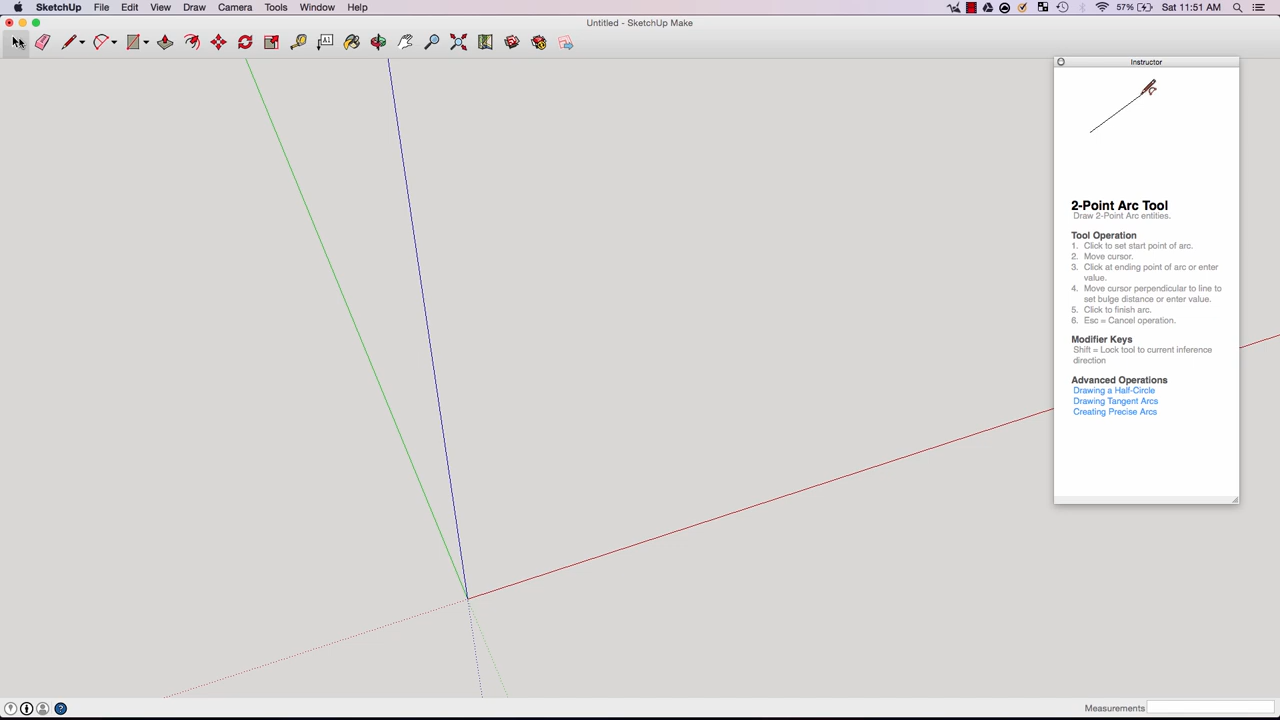 SketchUp File Edit View Draw Camera Tools Window Help 57% Sat 11:51 AM
Untitled - SketchUp Make
A1
Instructor
2-Point Arc Tool
Draw 2-Point Arc entities.
Tool Operation
1. Click to set start point of arc.
2. Move cursor.
3. Click at ending point of arc or enter
value.
4. Move cursor perpendicular to line to
set bulge distance or enter value.
5. Click to finish arc.
6. Esc = Cancel operation.
Modifier Keys
Shift = Lock tool to current inference
direction
Advanced Operations
Drawing a Half-Circle
Drawing Tangent Arcs
Creating Precise Arcs
Measurements